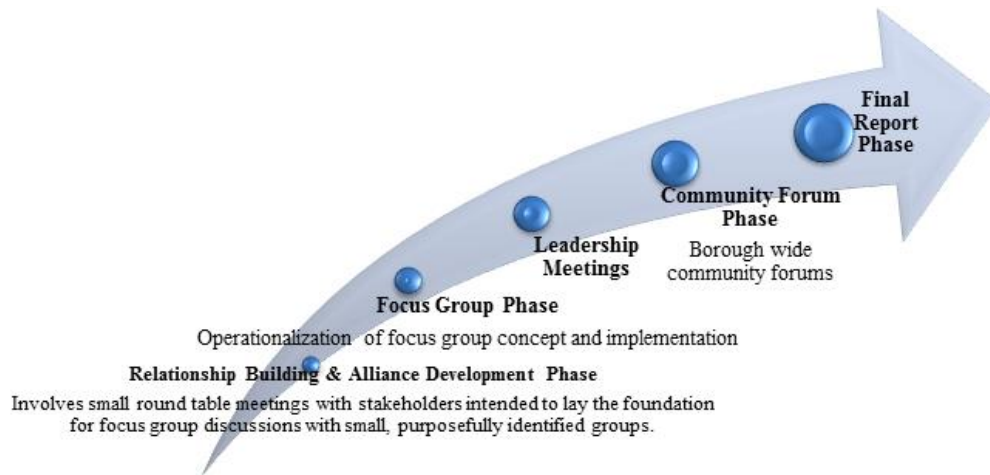 Final
Report
Phase
Community Forum
Phase
Borough wide
community forums
Leadership
Meetings
Focus Group Phase
Operationalization of focus group concept and implementation
Relationship Building & Alliance Development Phase
Involves small round table meetings with stakeholders intended to lay the foundation
for focus group discussions with small, purposefully identified groups.